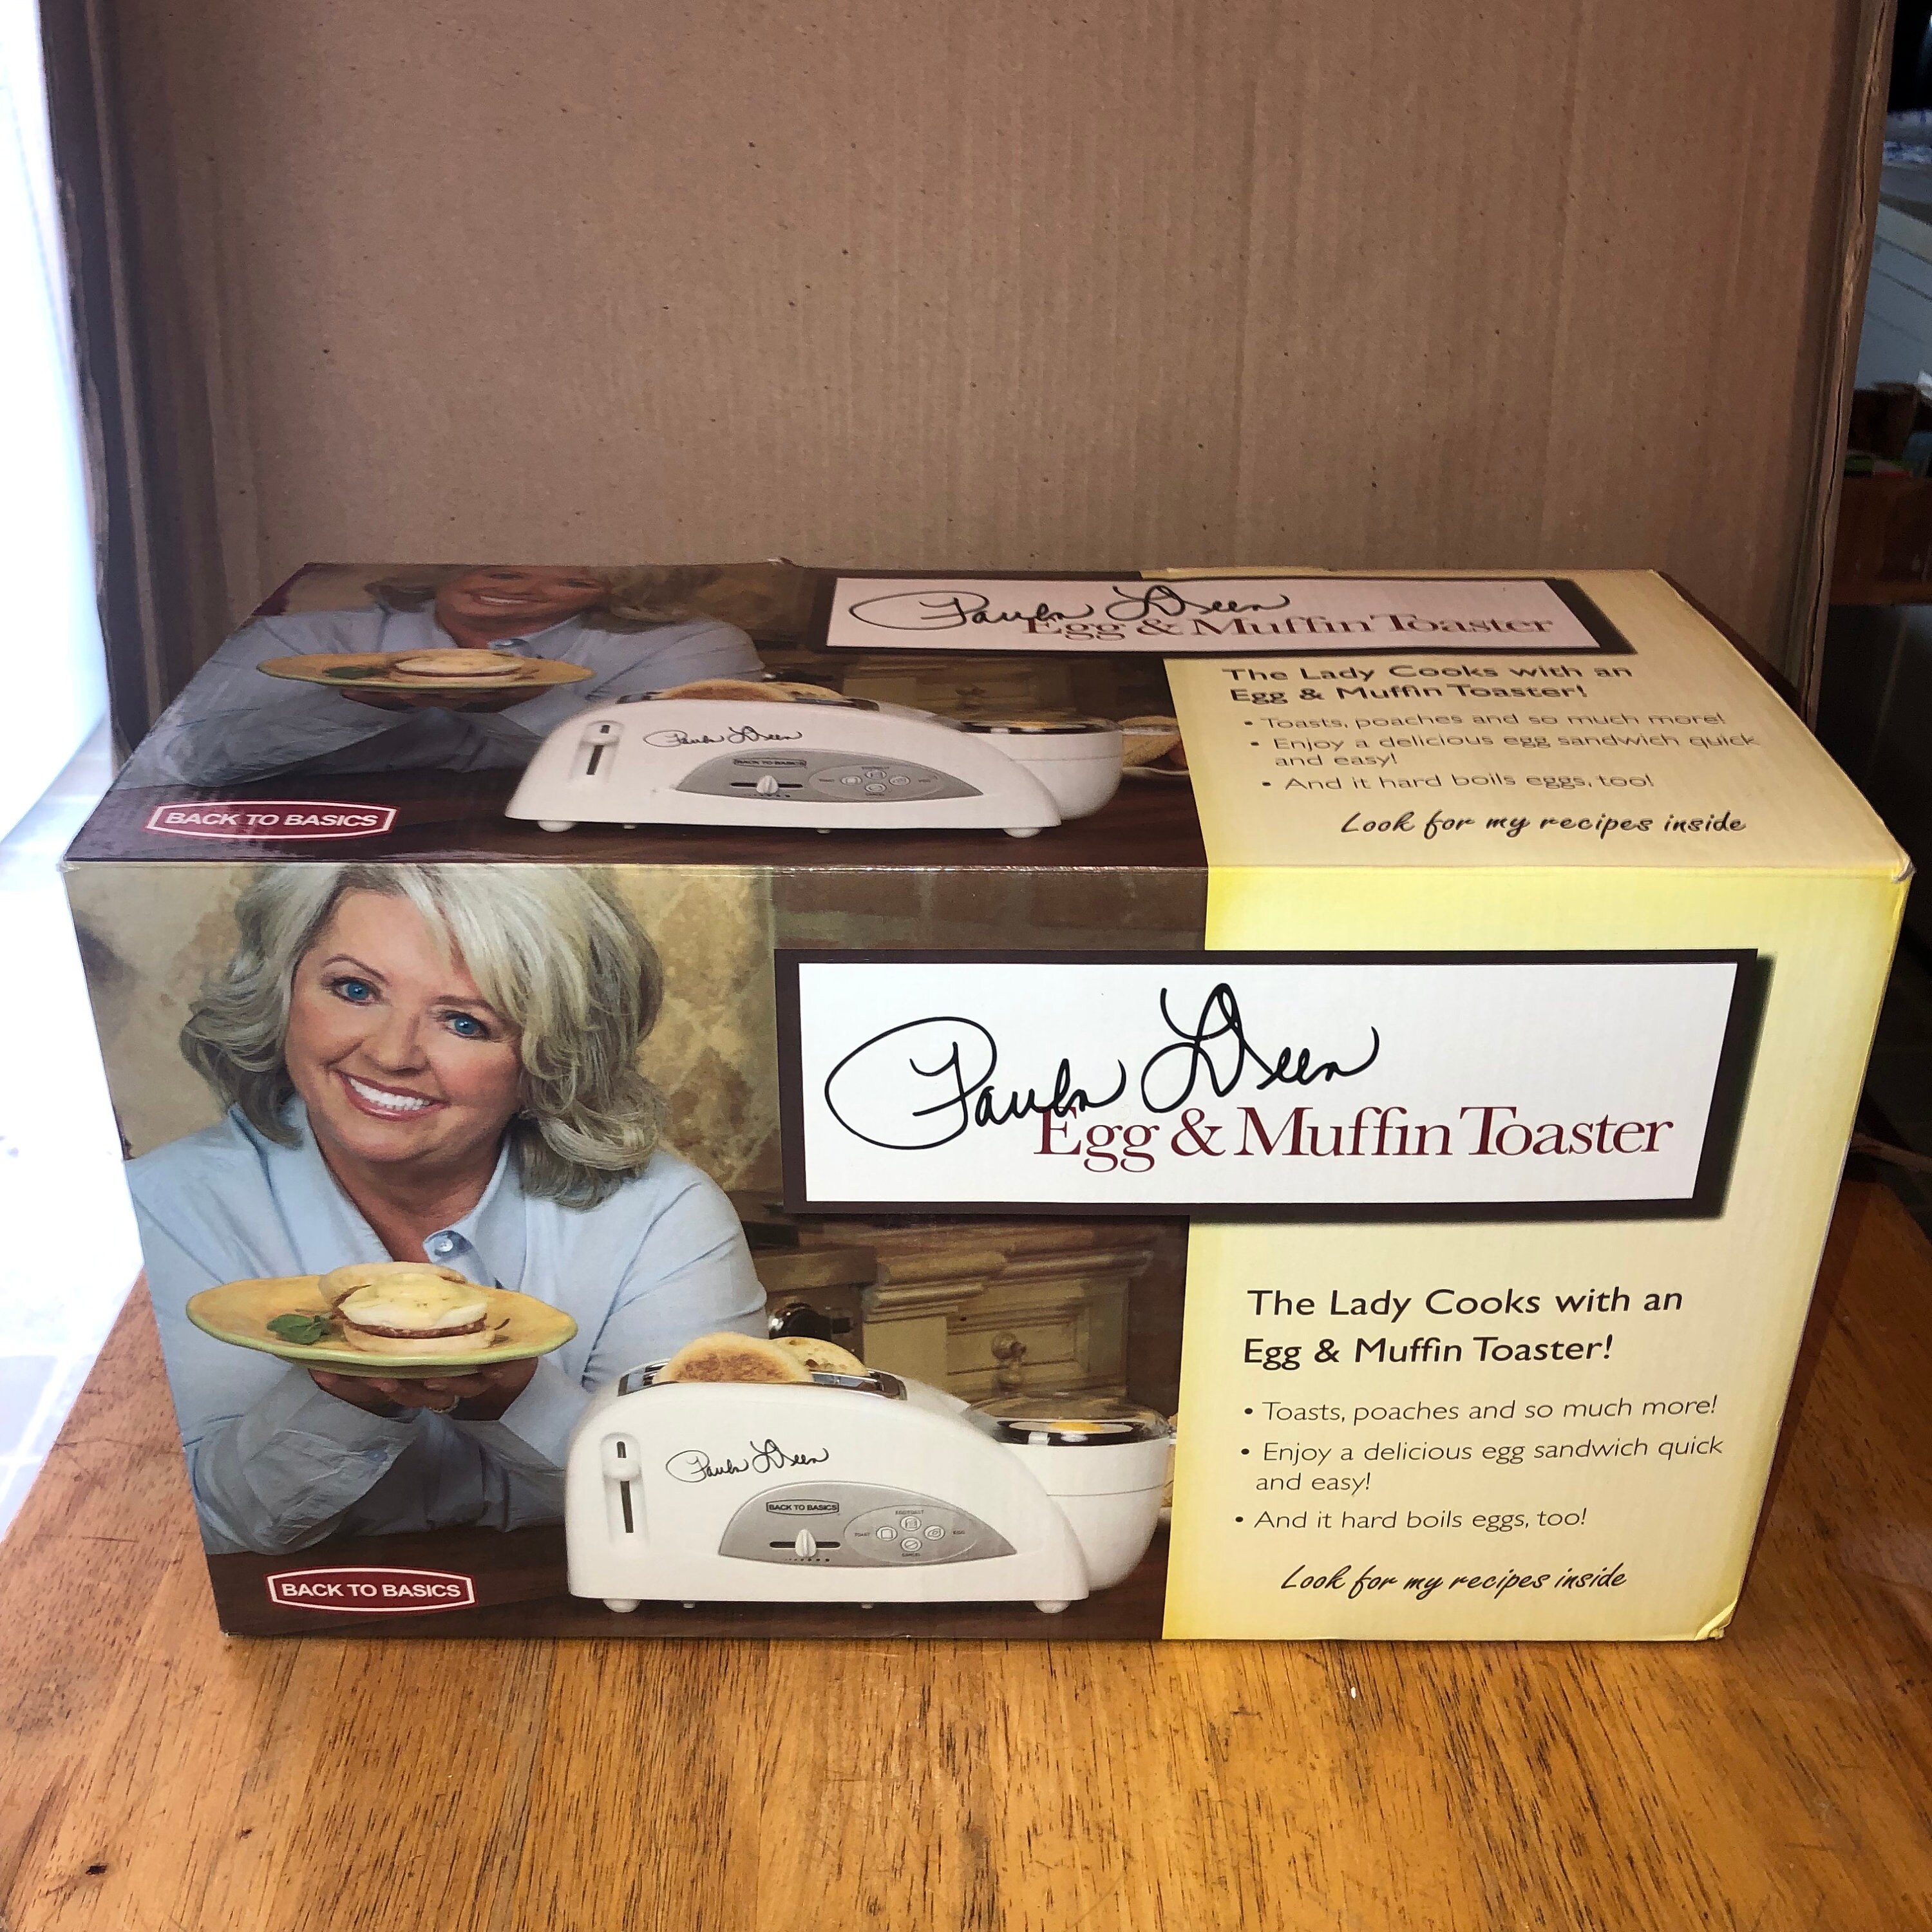 Paula Deen
Egg & Muffin Toaster
The Lady Cooks with an
Egg & Muffin Toaster!
• Toasts, poaches and so much more!
• Enjoy a delicious egg sandwich quick
and easy!
• And it hard boils eggs, too!
Look for my recipes inside
Paula Deen
BACK TO BASICS
BACK TO BASICS
Paula Deen
Egg & Muffin Toaster
The Lady Cooks with an
Egg & Muffin Toaster!
• Toasts, poaches and so much more!
• Enjoy a delicious egg sandwich quick
and easy!
• And it hard boils eggs, too!
Look for my recipes inside
Paula Deen
BACK TO BASICS
TOAST
EGG
CANCEL
BACK TO BASICS